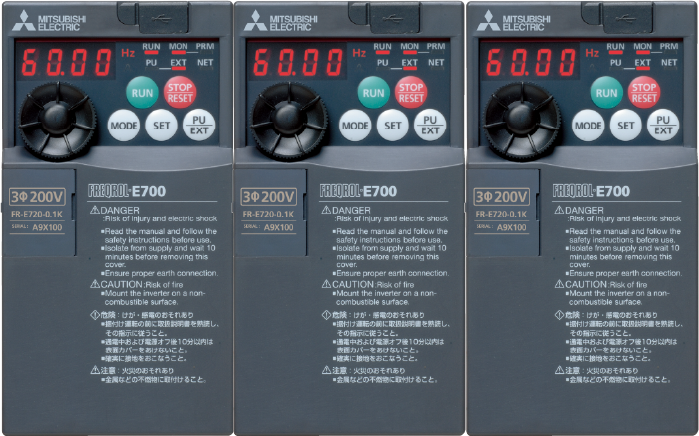 MITSUBISHI
ELECTRIC
60.00
Hz
RUN MON PRM
PU EXT NET
RUN
STOP
RESET
MODE
SET
PU
EXT
3Φ200V
FR-E720-0.1K
SERIAL: A9X100
FREQROL-E700
⚠DANGER
:Risk of injury and electric shock
■Read the manual and follow the
safety instructions before use.
■Isolate from supply and wait 10
minutes before removing this
cover.
■Ensure proper earth connection.
⚠CAUTION:Risk of fire
■Mount the inverter on a non-
combustible surface.
危険:けが・感電のおそれあり
■据付け運転の前に取扱説明書を熟読し、
その指示に従うこと。
■通電中および電源オフ後10分以内は
表面カバーをあけないこと。
■確実に接地をおこなうこと。
⚠注意:火災のおそれあり
■金属などの不燃物に取付けること。
MITSUBISHI
ELECTRIC
60.00
Hz
RUN MON PRM
PU EXT NET
RUN
STOP
RESET
MODE
SET
PU
EXT
3Φ200V
FR-E720-0.1K
SERIAL: A9X100
FREQROL-E700
⚠DANGER
:Risk of injury and electric shock
■Read the manual and follow the
safety instructions before use.
■Isolate from supply and wait 10
minutes before removing this
cover.
■Ensure proper earth connection.
⚠CAUTION:Risk of fire
■Mount the inverter on a non-
combustible surface.
危険:けが・感電のおそれあり
■据付け運転の前に取扱説明書を熟読し、
その指示に従うこと。
■通電中および電源オフ後10分以内は
表面カバーをあけないこと。
■確実に接地をおこなうこと。
⚠注意:火災のおそれあり
■金属などの不燃物に取付けること。
MITSUBISHI
ELECTRIC
60.00
Hz
RUN MON PRM
PU EXT NET
RUN
STOP
RESET
MODE
SET
PU
EXT
3Φ200V
FR-E720-0.1K
SERIAL: A9X100
FREQROL-E700
⚠DANGER
:Risk of injury and electric shock
■Read the manual and follow the
safety instructions before use.
■Isolate from supply and wait 10
minutes before removing this
cover.
■Ensure proper earth connection.
⚠CAUTION:Risk of fire
■Mount the inverter on a non-
combustible surface.
危険:けが・感電のおそれあり
■据付け運転の前に取扱説明書を熟読し、
その指示に従うこと。
■通電中および電源オフ後10分以内は
表面カバーをあけないこと。
■確実に接地をおこなうこと。
⚠注意:火災のおそれあり
■金属などの不燃物に取付けること。